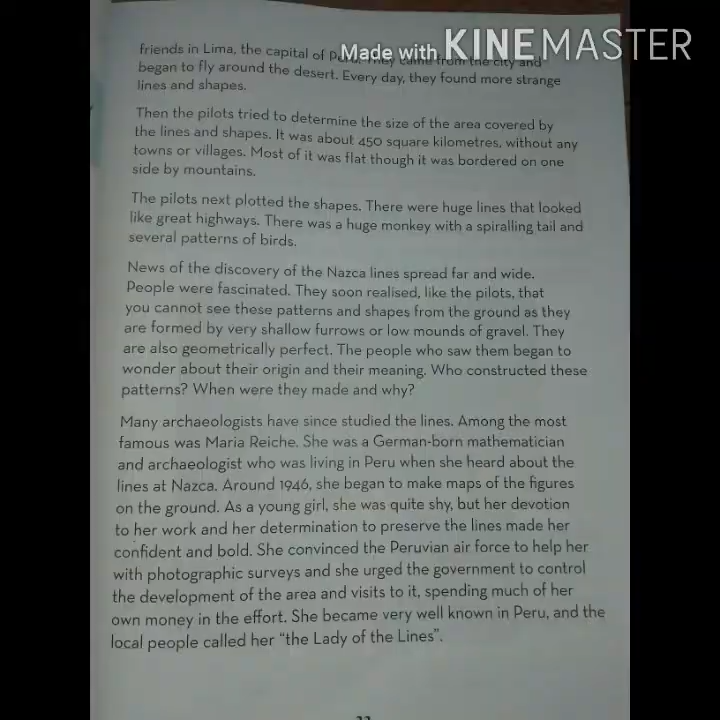 Made with KINEMASTER
friends in Lima, the capital of Peru. They came from the city and
began to fly around the desert. Every day, they found more strange
lines and shapes.
Then the pilots tried to determine the size of the area covered by
the lines and shapes. It was about 450 square kilometres, without any
towns or villages. Most of it was flat though it was bordered on one
side by mountains.
The pilots next plotted the shapes. There were huge lines that looked
like great highways. There was a huge monkey with a spiralling tail and
several patterns of birds.
News of the discovery of the Nazca lines spread far and wide.
People were fascinated. They soon realised, like the pilots, that
you cannot see these patterns and shapes from the ground as they
are formed by very shallow furrows or low mounds of gravel. They
are also geometrically perfect. The people who saw them began to
wonder about their origin and their meaning. Who constructed these
patterns? When were they made and why?
Many archaeologists have since studied the lines. Among the most
famous was Maria Reiche. She was a German-born mathematician
and archaeologist who was living in Peru when she heard about the
lines at Nazca. Around 1946, she began to make maps of the figures
on the ground. As a young girl, she was quite shy, but her devotion
to her work and her determination to preserve the lines made her
confident and bold. She convinced the Peruvian air force to help her
with photographic surveys and she urged the government to control
the development of the area and visits to it, spending much of her
own money in the effort. She became very well known in Peru, and the
local people called her "the Lady of the Lines".